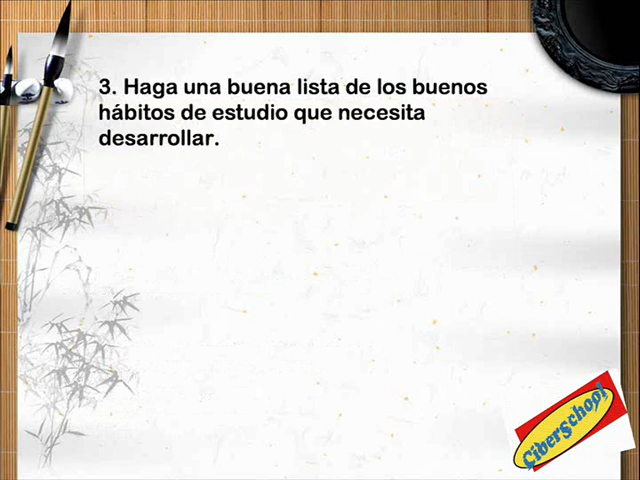 3. Haga una buena lista de los buenos
hábitos de estudio que necesita
desarrollar.
CiberSchool